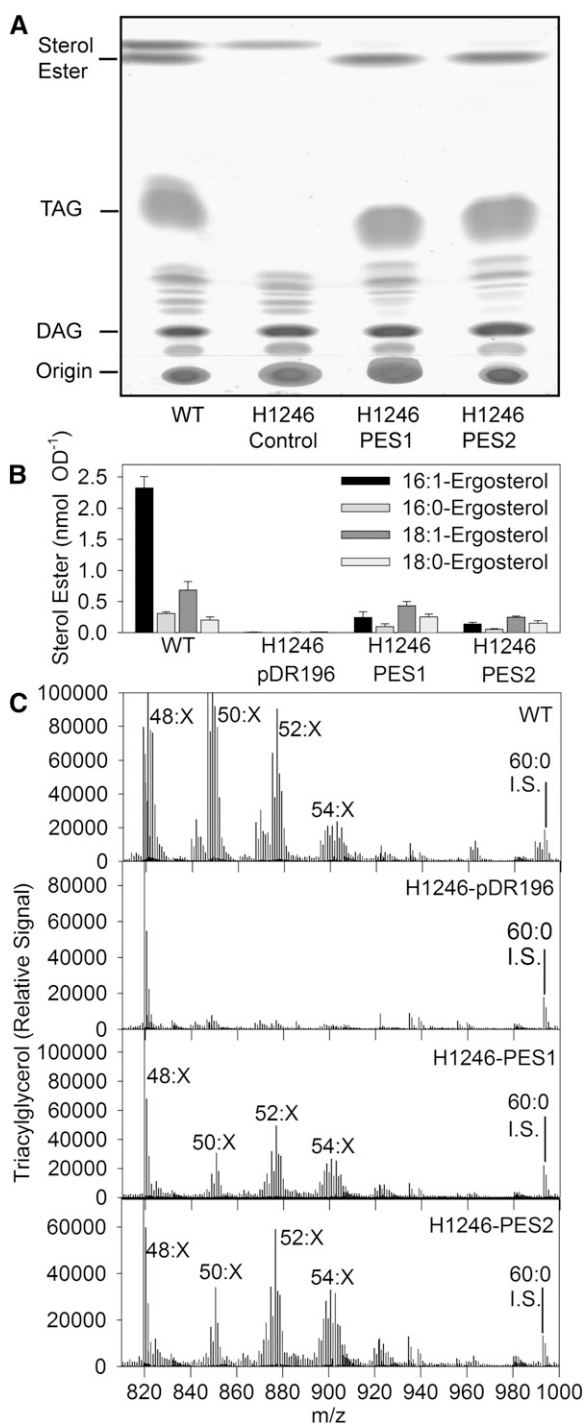 A
Sterol
Ester
TAG
DAG
Origin
WT
H1246
Control
H1246
PES1
H1246
PES2
B
Sterol Ester (nmol OD-1)
2.5
2.0
1.5
1.0
0.5
0.0
16:1-Ergosterol
16:0-Ergosterol
18:1-Ergosterol
18:0-Ergosterol
WT
H1246
pDR196
H1246
PES1
H1246
PES2
C
Triacylglycerol (Relative Signal)
100000
80000
60000
40000
20000
0
48:X
50:X
52:X
54:X
WT
60:0
I.S.
80000
60000
40000
20000
0
H1246-pDR196
60:0
I.S.
100000
80000
60000
40000
20000
0
48:X
50:X
52:X
54:X
H1246-PES1
60:0
I.S.
60000
40000
20000
0
48:X
50:X
52:X
54:X
H1246-PES2
60:0
I.S.
820 840 860 880 900 920 940 960 980 1000
m/z